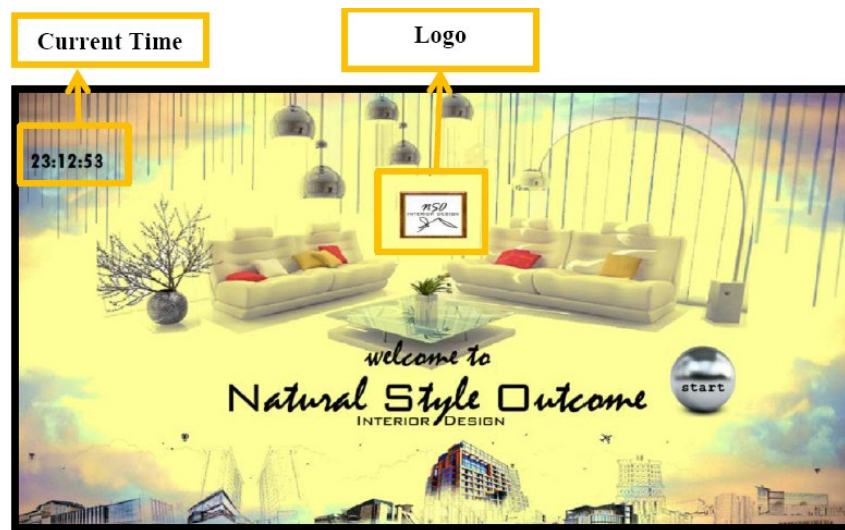 Current Time
Logo
23:12:53
nSO
INTERIOR DESIGN
welcome to
Natural Style Outcome
INTERIOR DESIGN
start